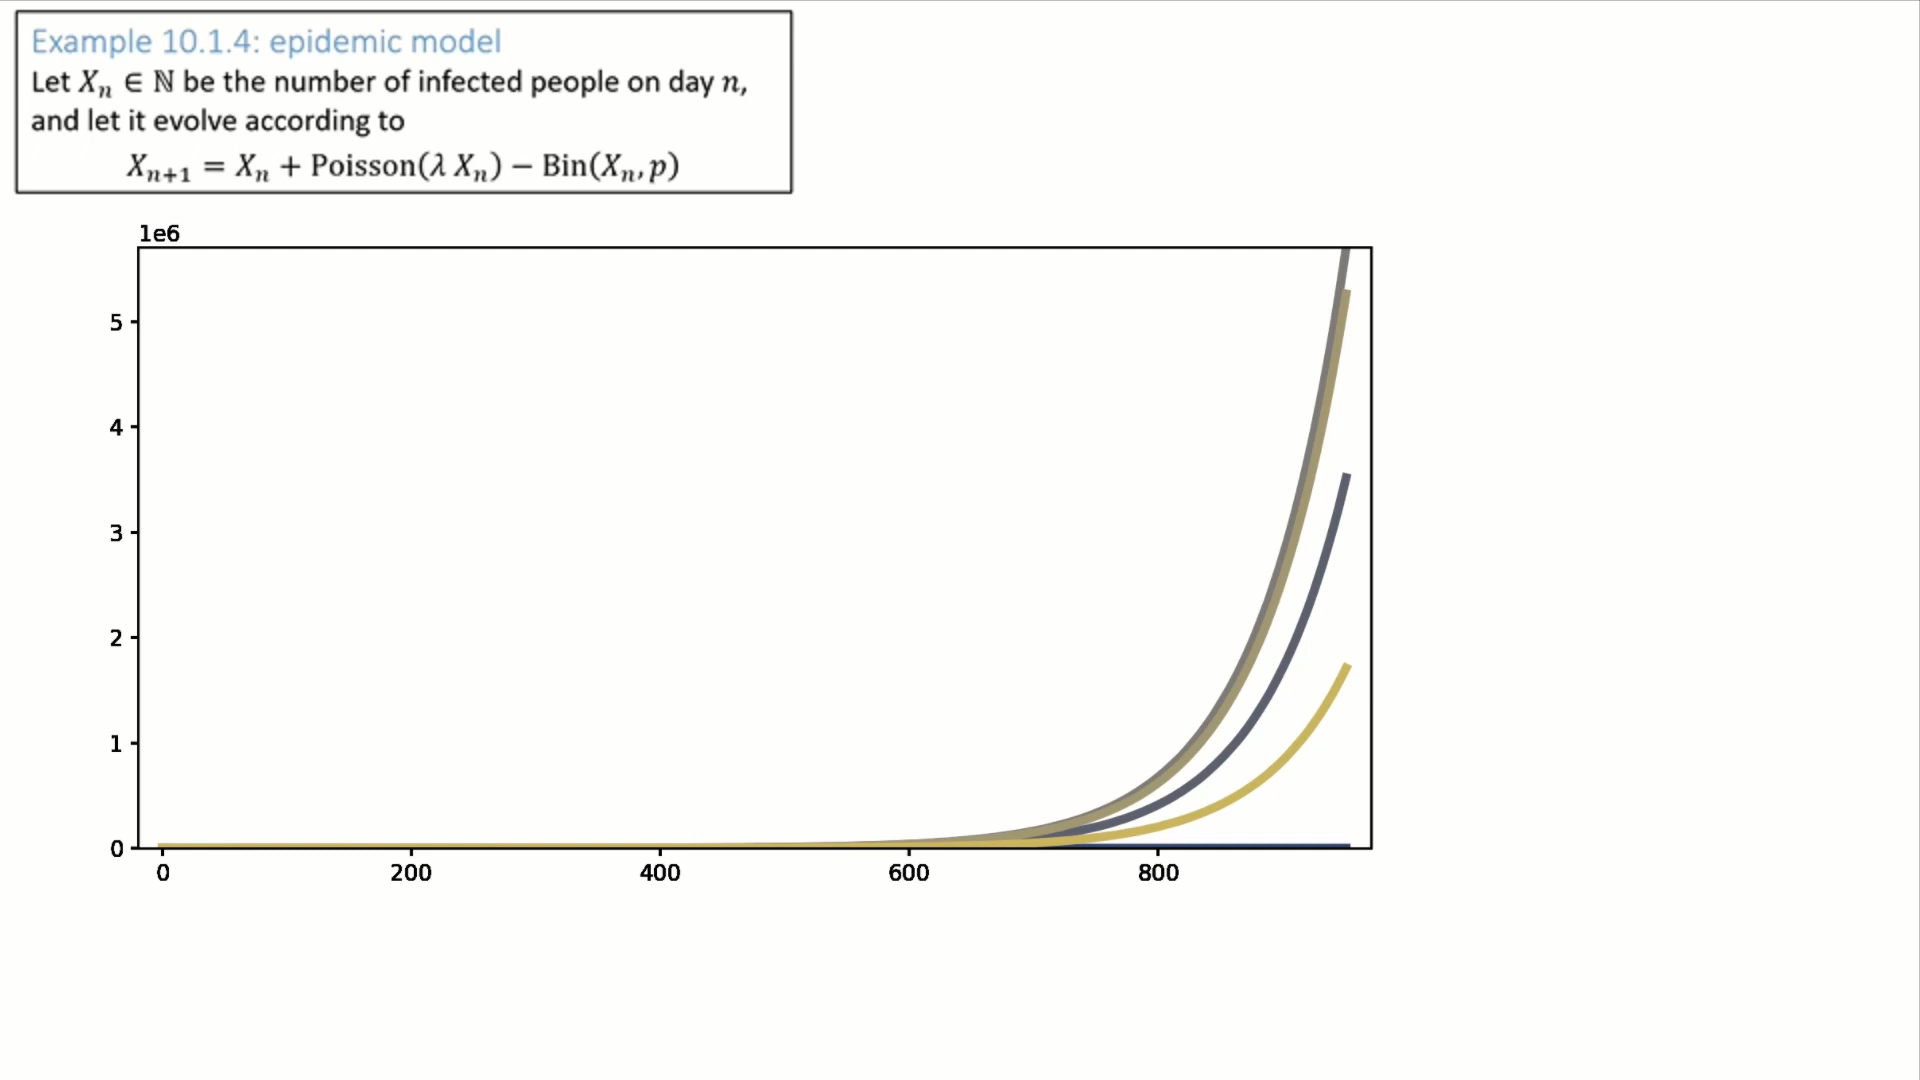 Example 10.1.4: epidemic model
Let Xₙ ∈ ℕ be the number of infected people on day n,
and let it evolve according to
Xₙ₊₁ = Xₙ + Poisson(λ Xₙ) − Bin(Xₙ, p)
1e6
5
4
3
2
1
0
0 200 400 600 800